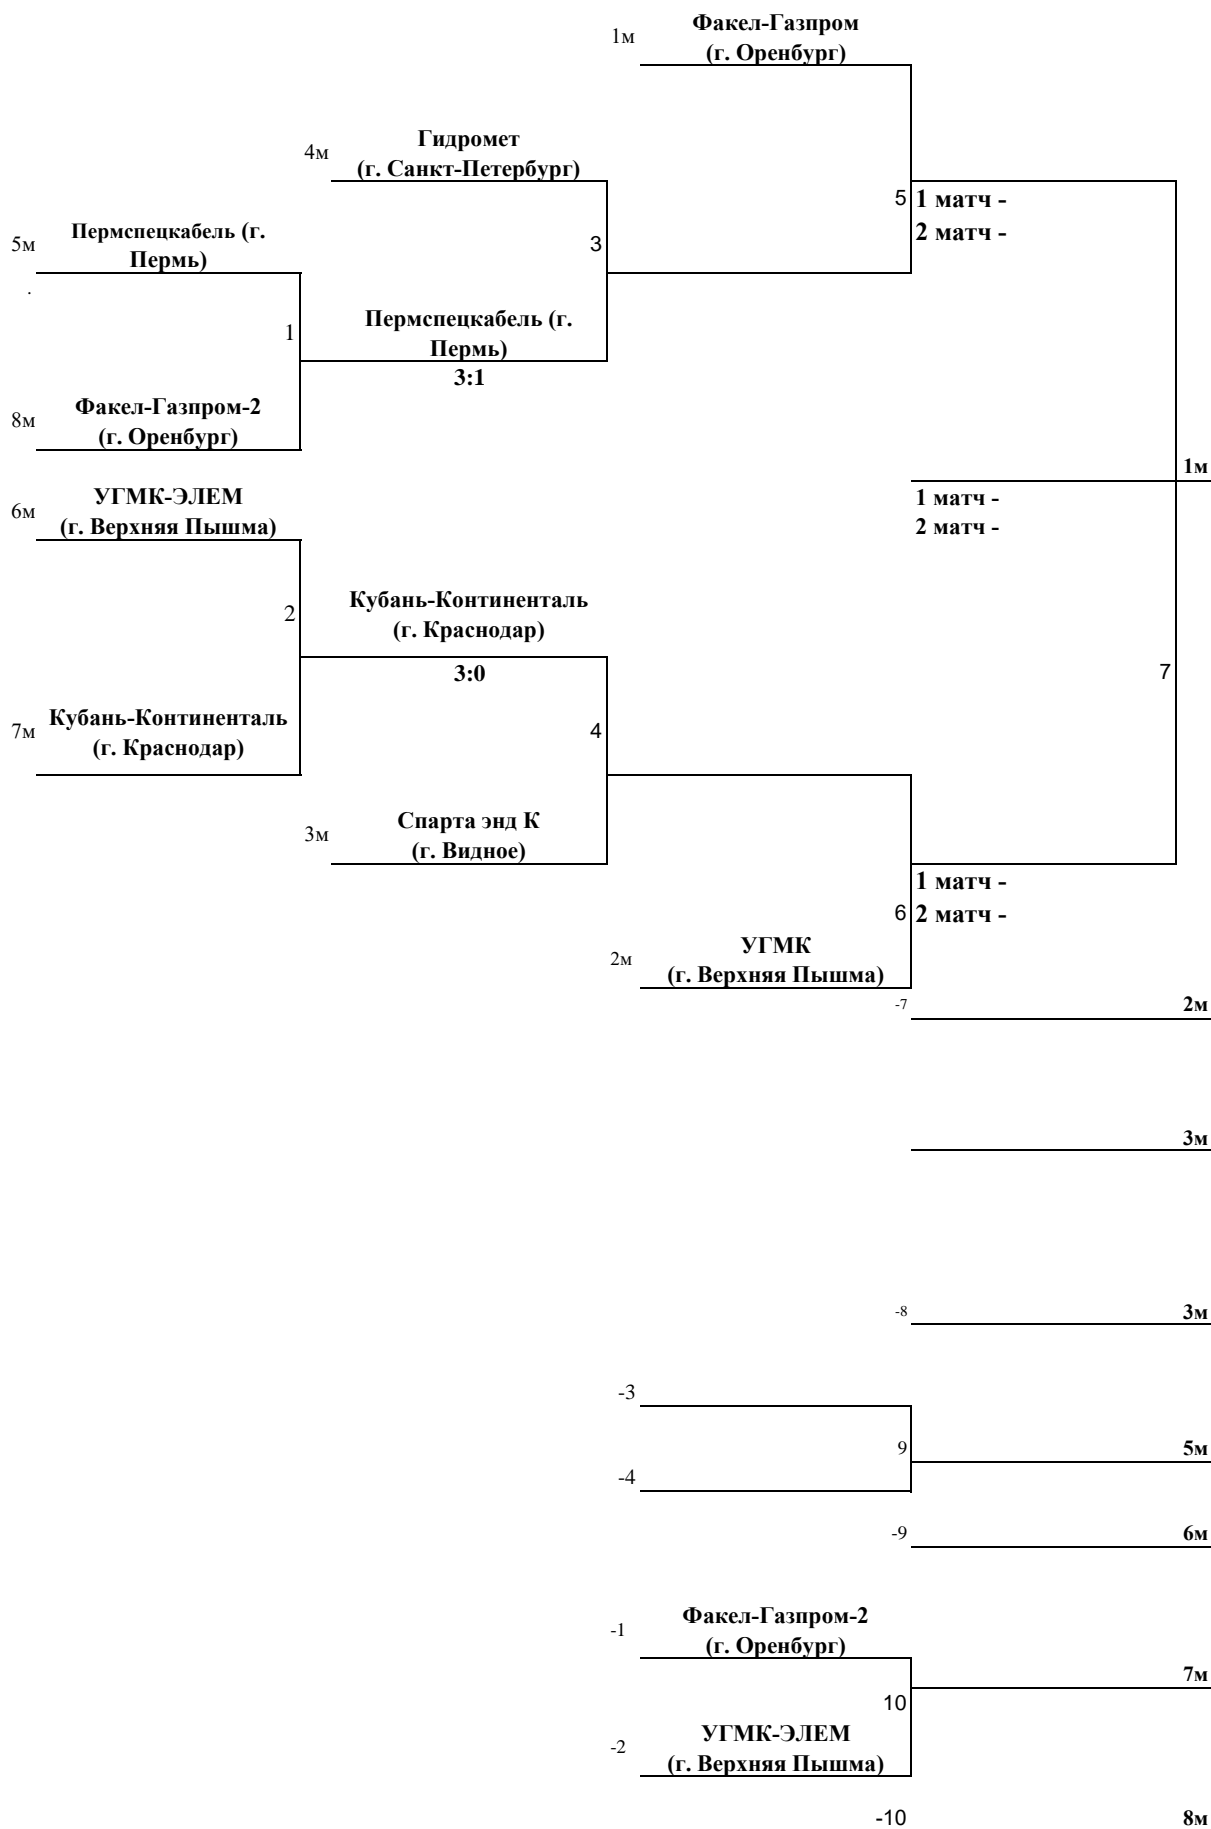 1м
Факел-Газпром
(г. Оренбург)
4м
Гидромет
(г. Санкт-Петербург)
5
1 матч -
2 матч -
5м
Пермспецкабель (г.
Пермь)
3
.
1
Пермспецкабель (г.
Пермь)
3:1
8м
Факел-Газпром-2
(г. Оренбург)
1м
6м
УГМК-ЭЛЕМ
(г. Верхняя Пышма)
1 матч -
2 матч -
2
Кубань-Континенталь
(г. Краснодар)
3:0
7
7м
Кубань-Континенталь
(г. Краснодар)
4
3м
Спарта энд К
(г. Видное)
1 матч -
6
2 матч -
2м
УГМК
(г. Верхняя Пышма)
-7
2м
3м
-8
3м
-3
9
5м
-4
-9
6м
-1
Факел-Газпром-2
(г. Оренбург)
7м
10
-2
УГМК-ЭЛЕМ
(г. Верхняя Пышма)
-10
8м